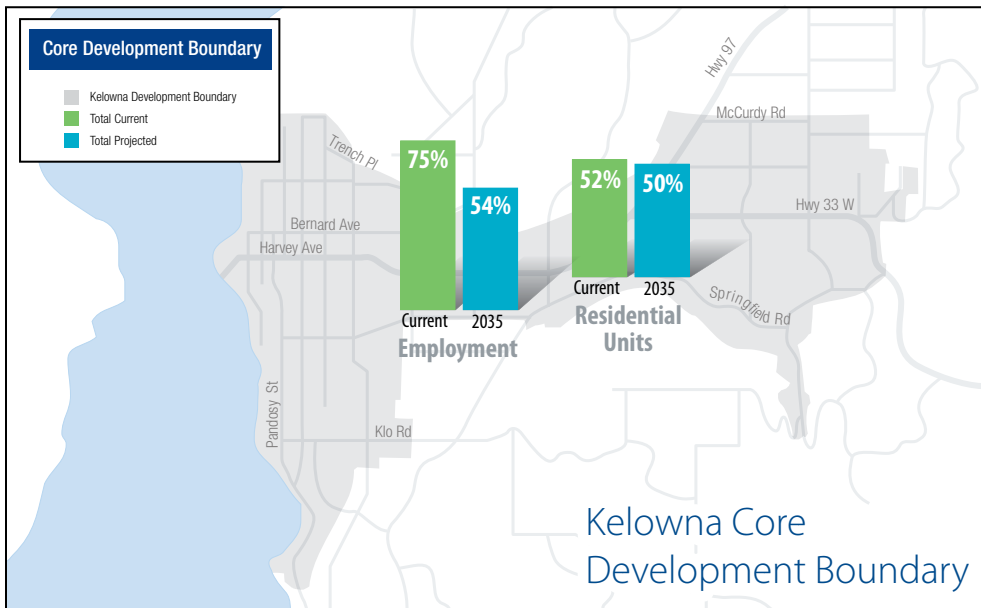 Core Development Boundary
Kelowna Development Boundary
Total Current
Total Projected
Hwy 97
McCurdy Rd
Trench Pl
75%
54%
52%
50%
Hwy 33 W
Bernard Ave
Harvey Ave
Current
2035
Employment
Current
2035
Residential
Units
Springfield Rd
Pandosy St
Klo Rd
Kelowna Core
Development Boundary